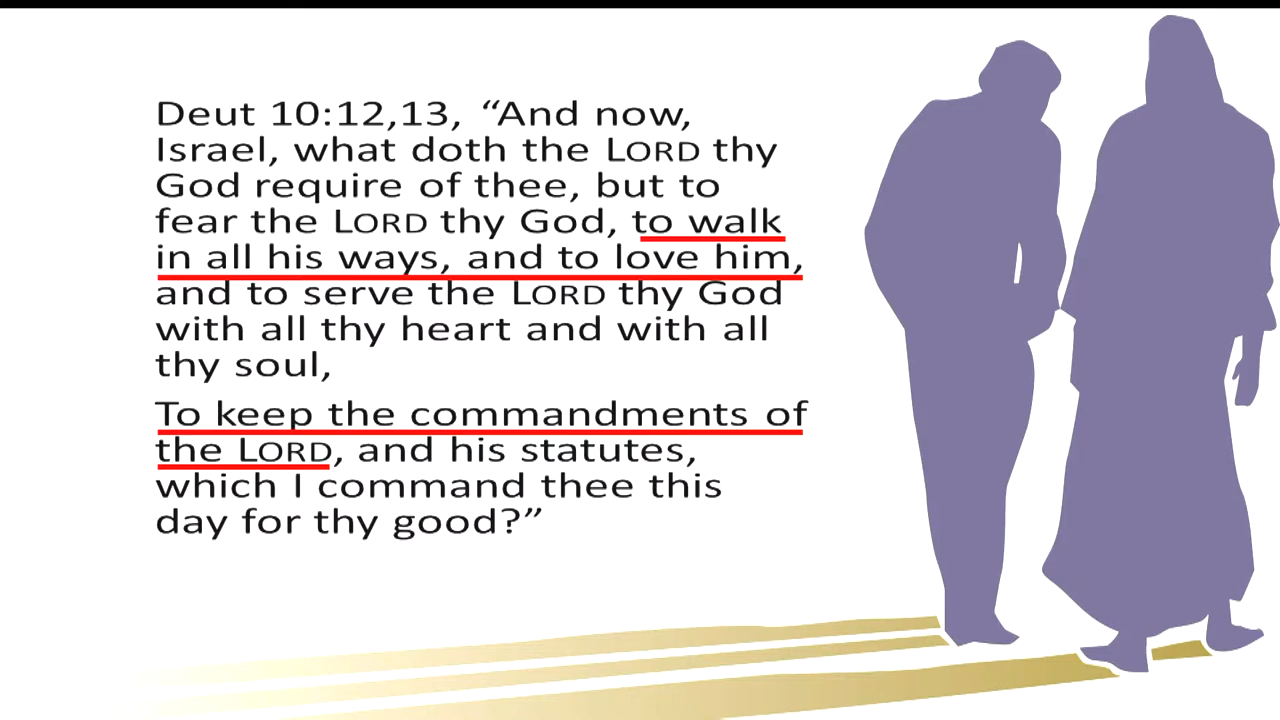 Deut 10:12,13, “And now,
Israel, what doth the LORD thy
God require of thee, but to
fear the LORD thy God, to walk
in all his ways, and to love him,
and to serve the LORD thy God
with all thy heart and with all
thy soul,
To keep the commandments of
the LORD, and his statutes,
which I command thee this
day for thy good?”